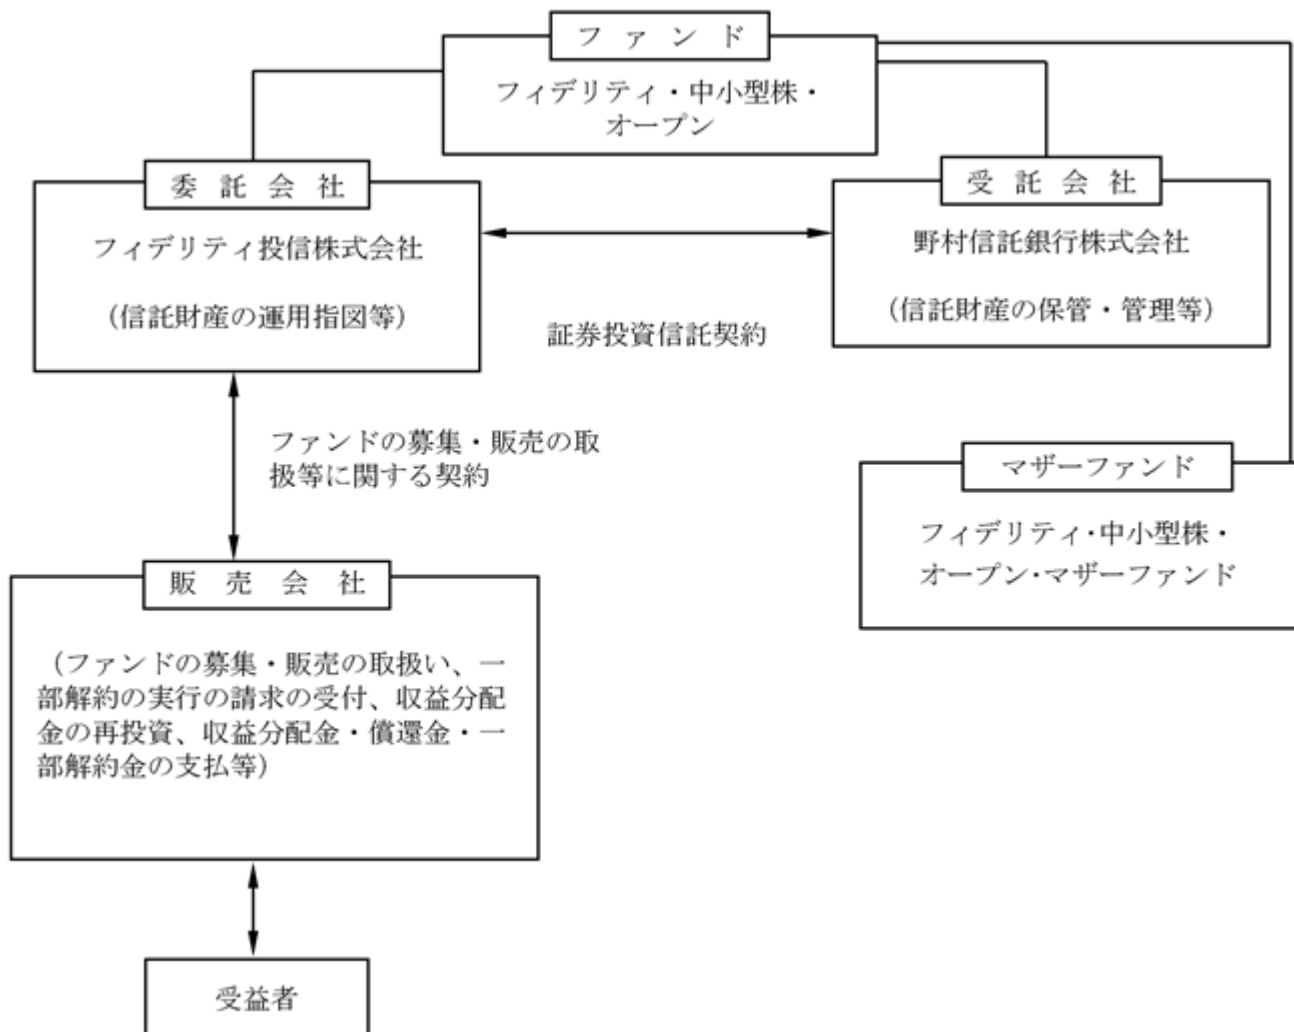 ファンド
フィデリティ・中小型株・
オープン
委託会社
フィデリティ投信株式会社
（信託財産の運用指図等）
受託会社
野村信託銀行株式会社
（信託財産の保管・管理等）
証券投資信託契約
ファンドの募集・販売の取
扱等に関する契約
マザーファンド
フィデリティ・中小型株・
オープン・マザーファンド
販売会社
（ファンドの募集・販売の取扱い、一
部解約の実行の請求の受付、収益分配
金の再投資、収益分配金・償還金・一
部解約金の支払等）
受益者